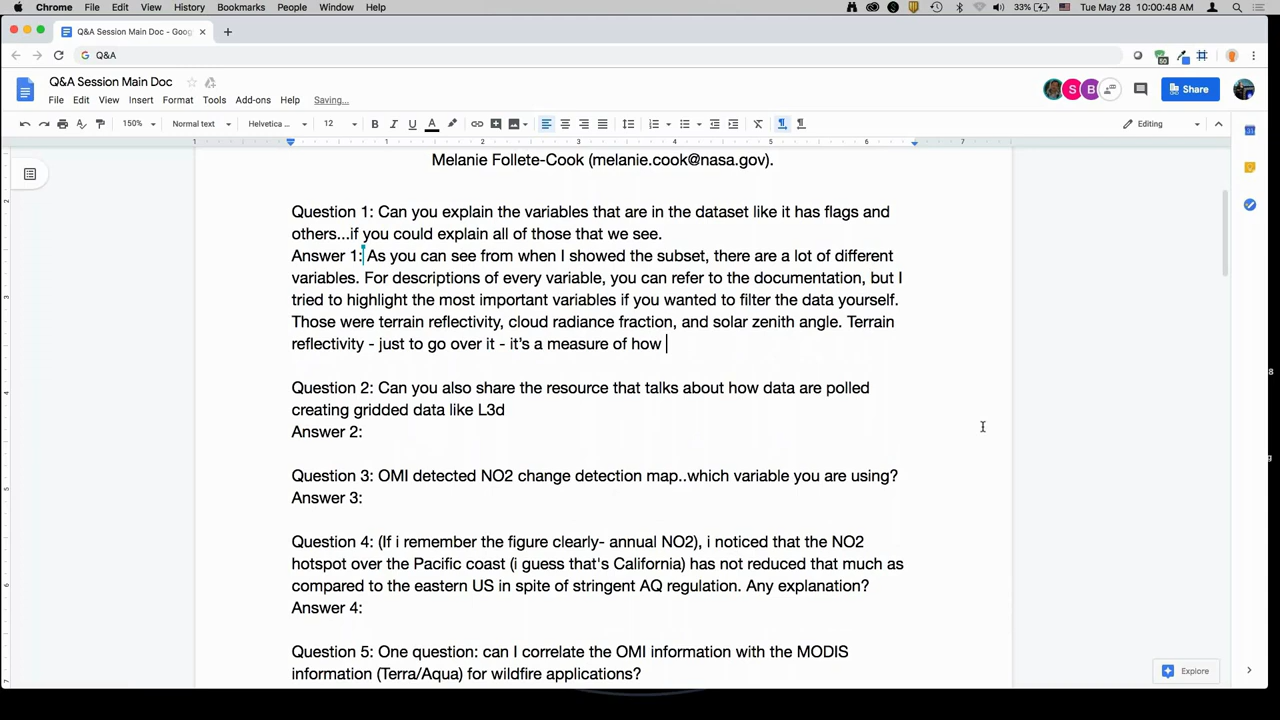 Chrome File Edit View History Bookmarks People Window Help 33% Tue May 28 10:00:48 AM
Q&A Session Main Doc - Goog
Q&A
50
Q&A Session Main Doc
S B Share
File Edit View Insert Format Tools Add-ons Help Saving...
150% Normal text Helvetica ... 12 B I U A Editing
1 1 2 3 4 5 6 7
Melanie Follete-Cook (melanie.cook@nasa.gov).
Question 1: Can you explain the variables that are in the dataset like it has flags and
others...if you could explain all of those that we see.
Answer 1: As you can see from when I showed the subset, there are a lot of different
variables. For descriptions of every variable, you can refer to the documentation, but I
tried to highlight the most important variables if you wanted to filter the data yourself.
Those were terrain reflectivity, cloud radiance fraction, and solar zenith angle. Terrain
reflectivity - just to go over it - it's a measure of how
Question 2: Can you also share the resource that talks about how data are polled
creating gridded data like L3d
Answer 2:
Question 3: OMI detected NO2 change detection map..which variable you are using?
Answer 3:
Question 4: (If i remember the figure clearly- annual NO2), i noticed that the NO2
hotspot over the Pacific coast (i guess that's California) has not reduced that much as
compared to the eastern US in spite of stringent AQ regulation. Any explanation?
Answer 4:
Question 5: One question: can I correlate the OMI information with the MODIS
information (Terra/Aqua) for wildfire applications?
Explore